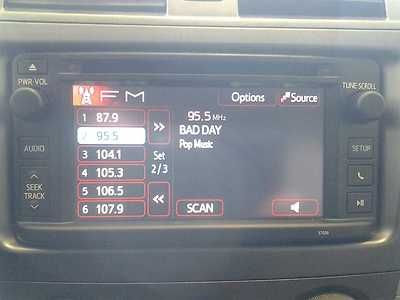 PWR·VOL
TUNE·SCROLL
FM
Options
Source
1 87.9
2 95.5
3 104.1
4 105.3
5 106.5
6 107.9
Set
2/3
95.5 MHz
BAD DAY
Pop Music
SCAN
AUDIO
SEEK
TRACK
SETUP